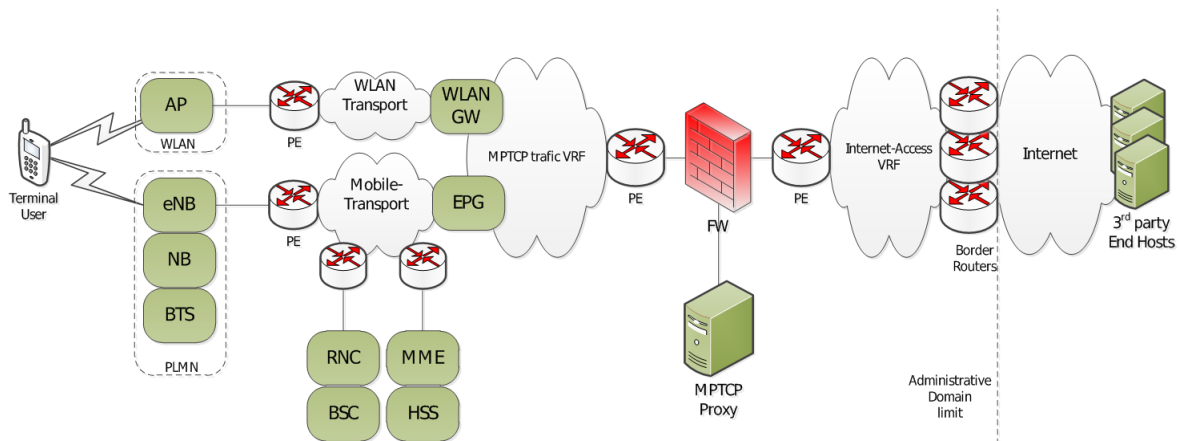 Terminal
User
AP
WLAN
eNB
NB
BTS
PLMN
PE
WLAN
Transport
PE
Mobile-
Transport
WLAN
GW
EPG
RNC
BSC
MME
HSS
MPTCP trafic VRF
PE
FW
MPTCP
Proxy
PE
Internet-Access
VRF
Border
Routers
Administrative
Domain
limit
Internet
3rd party
End Hosts